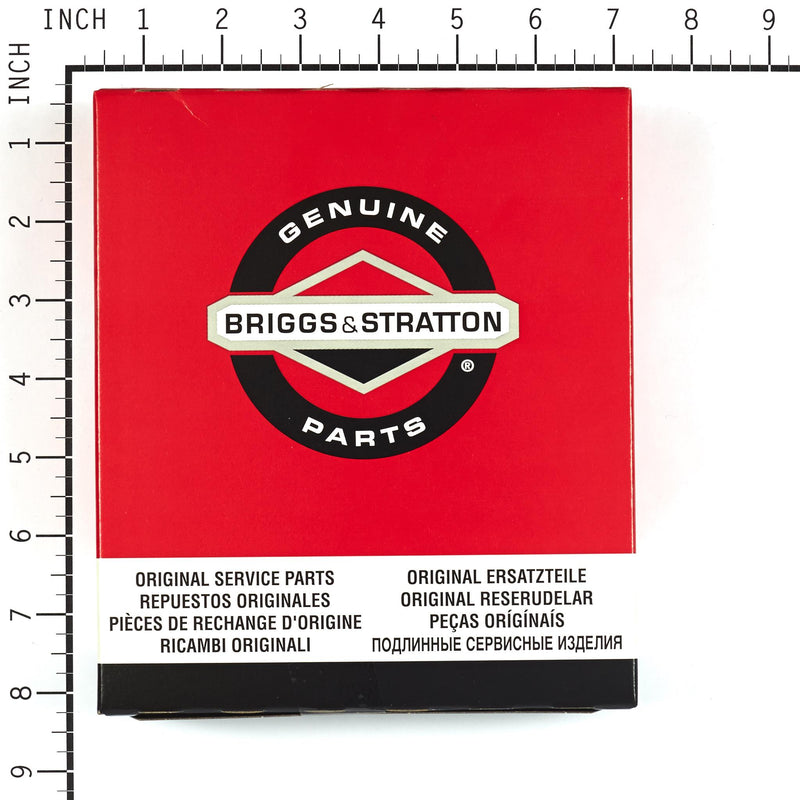 INCH 1 2 3 4 5 6 7 8 9
INCH
1
2
3
4
5
6
7
8
9
GENUINE
BRIGGS & STRATTON
®
PARTS
ORIGINAL SERVICE PARTS
REPUESTOS ORIGINALES
PIÈCES DE RECHANGE D'ORIGINE
RICAMBI ORIGINALI
ORIGINAL ERSATZTEILE
ORIGINAL RESERUDELAR
PEÇAS ORÍGÍNAÍS
ПОДЛИННЫЕ СЕРВИСНЫЕ ИЗДЕЛИЯ